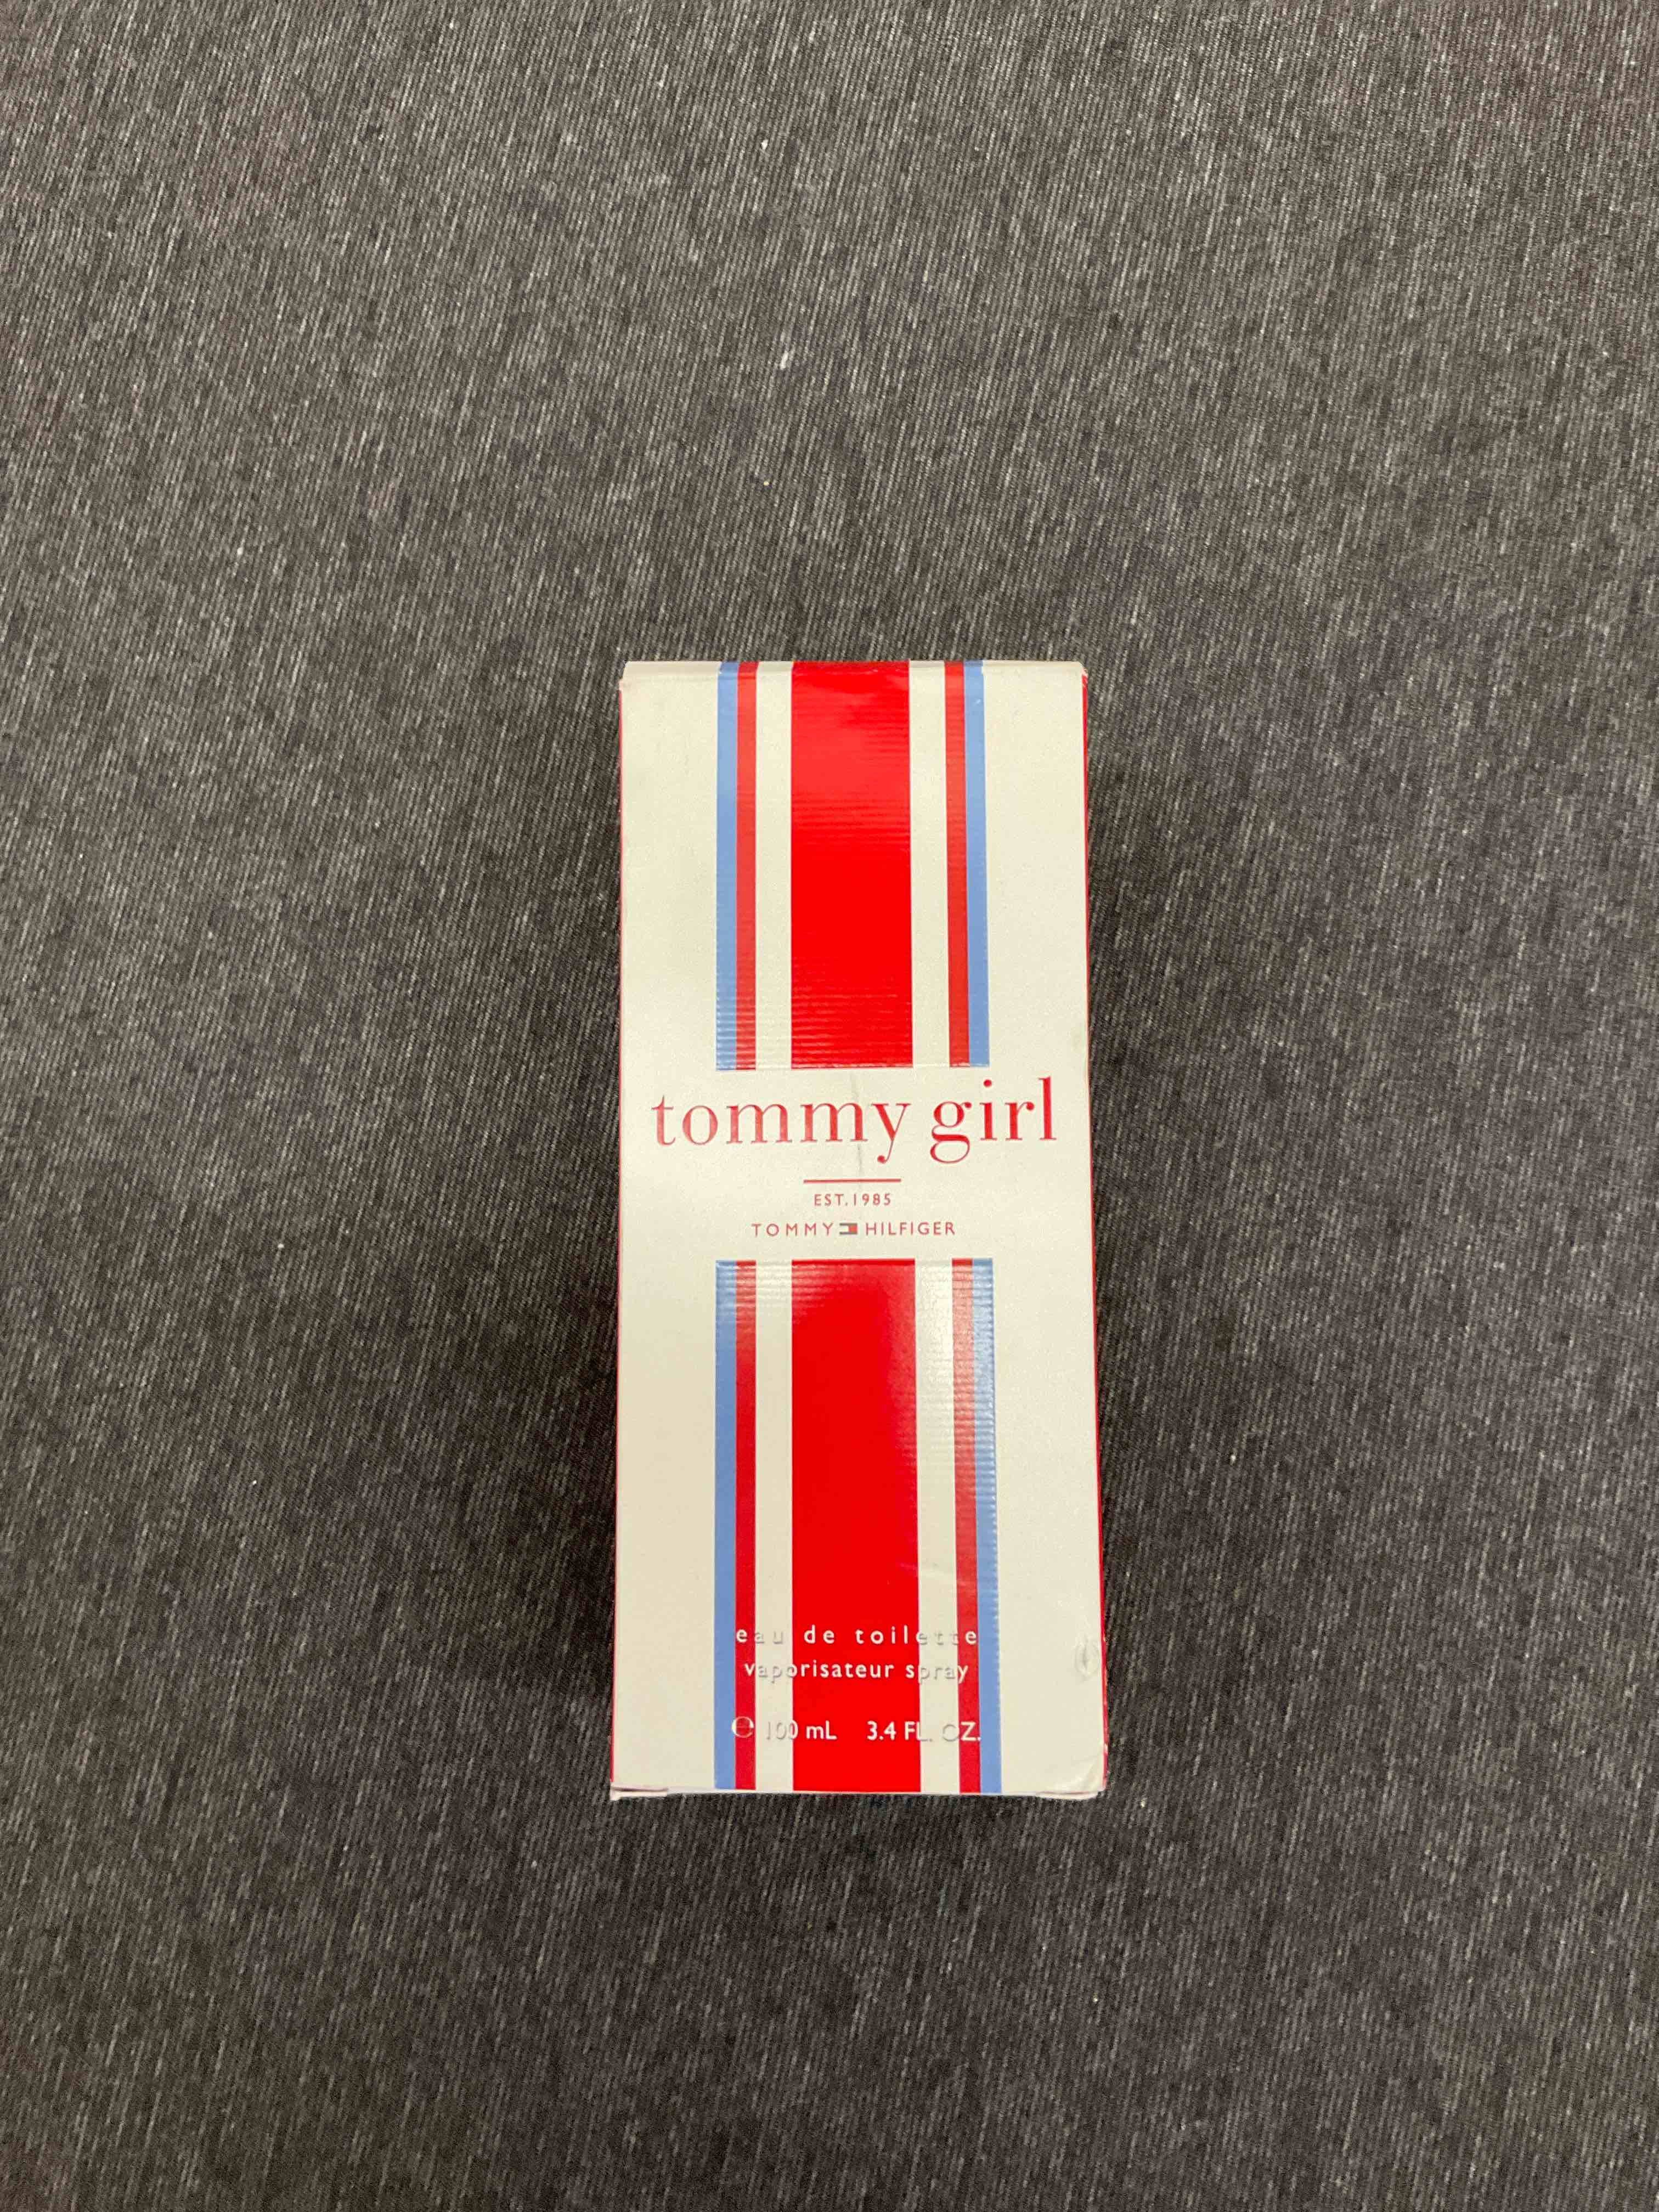 tommy girl
EST. 1985
TOMMY HILFIGER
eau de toilette
vaporisateur spray
℮ 100 mL 3.4 FL. OZ.